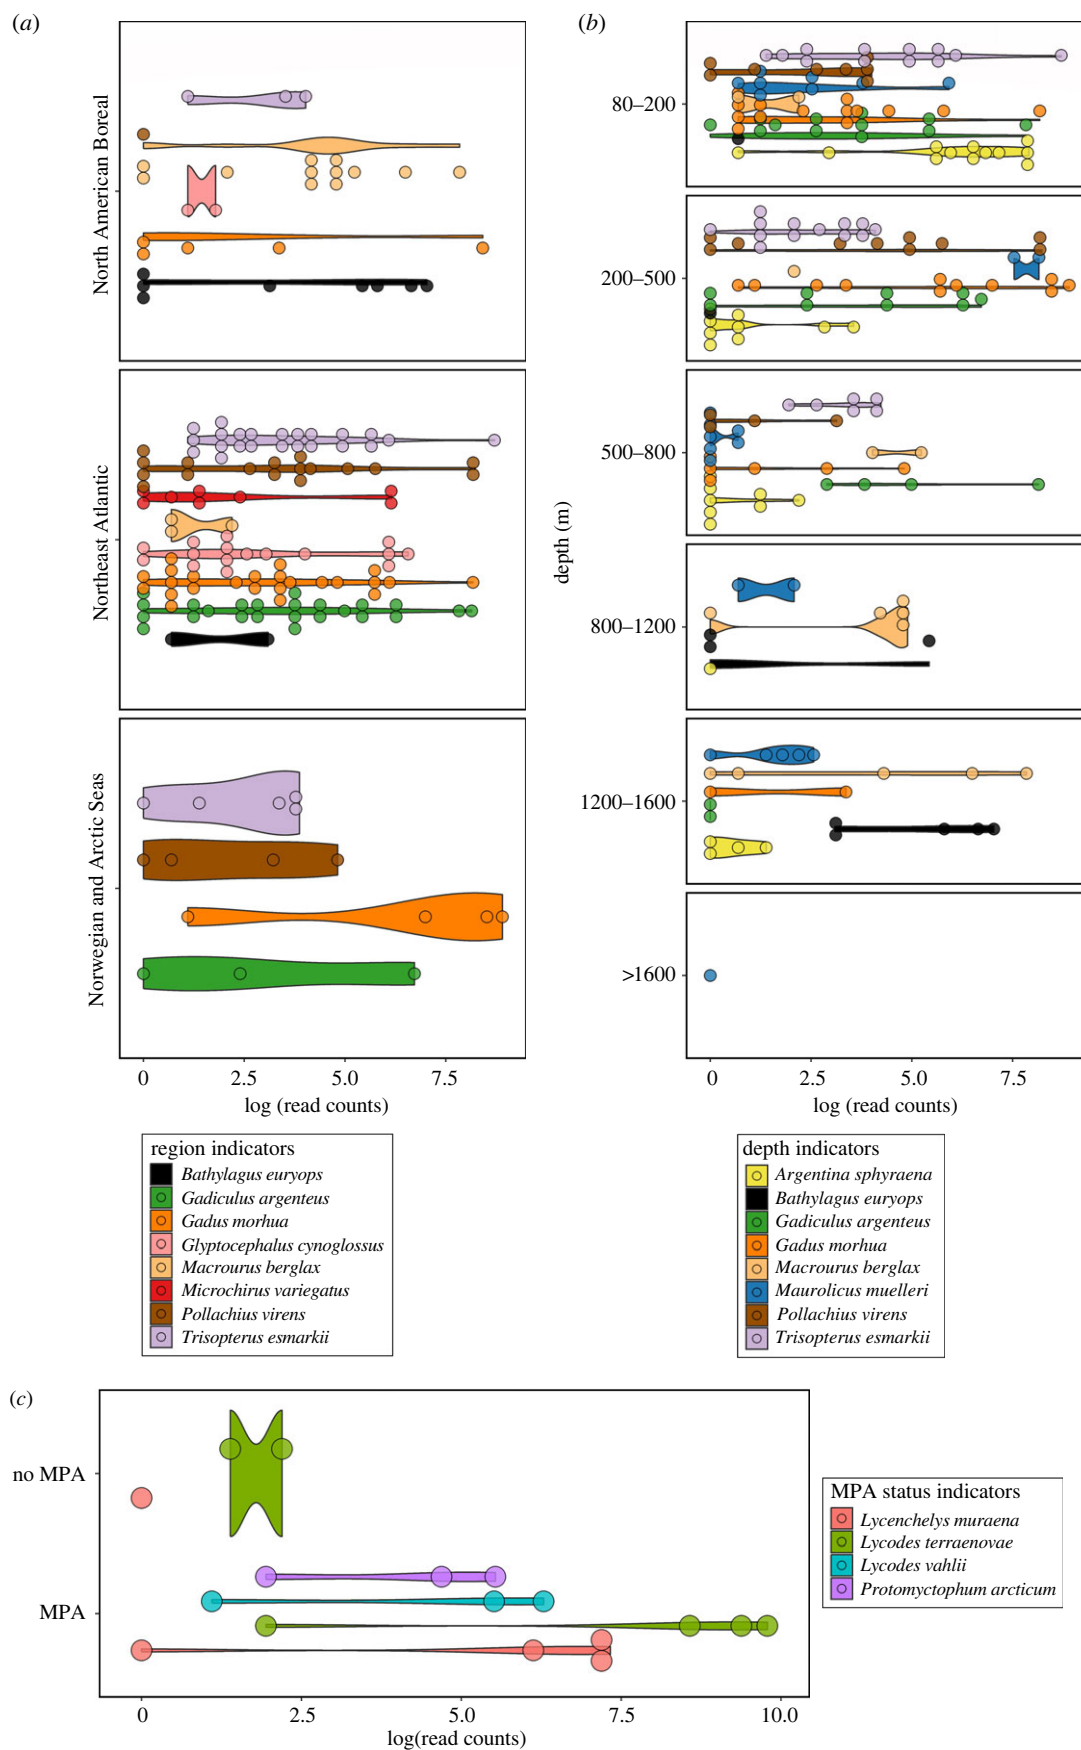 (a)
North American Boreal
Northeast Atlantic
Norwegian and Arctic Seas
0 2.5 5.0 7.5
log (read counts)
region indicators
Bathylagus euryops
Gadiculus argenteus
Gadus morhua
Glyptocephalus cynoglossus
Macrourus berglax
Microchirus variegatus
Pollachius virens
Trisopterus esmarkii
(b)
depth (m)
80–200
200–500
500–800
800–1200
1200–1600
>1600
0 2.5 5.0 7.5
log (read counts)
depth indicators
Argentina sphyraena
Bathylagus euryops
Gadiculus argenteus
Gadus morhua
Macrourus berglax
Maurolicus muelleri
Pollachius virens
Trisopterus esmarkii
(c)
no MPA
MPA
0 2.5 5.0 7.5 10.0
log(read counts)
MPA status indicators
Lycenchelys muraena
Lycodes terraenovae
Lycodes vahlii
Protomyctophum arcticum